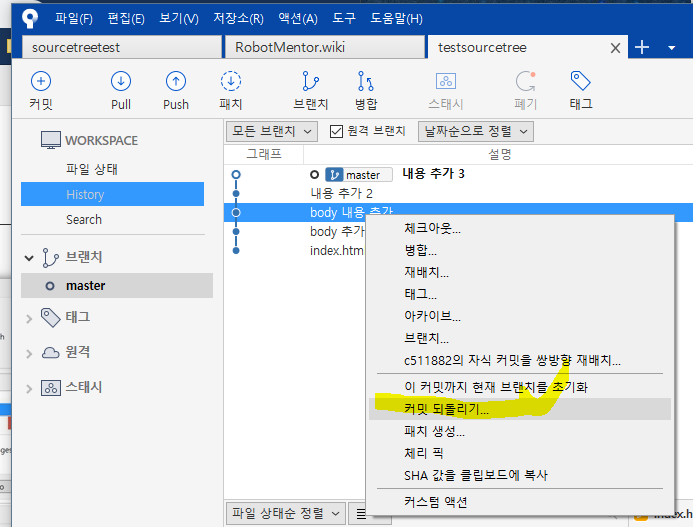 파일(F) 편집(E) 보기(V) 저장소(R) 액션(A) 도구 도움말(H)
sourcetreetest RobotMentor.wiki testsourcetree
커밋 Pull Push 패치 브랜치 병합 스태시 폐기 태그
WORKSPACE
파일 상태
History
Search
브랜치
master
태그
원격
스태시
모든 브랜치 원격 브랜치 날짜순으로 정렬
그래프 설명
master 내용 추가 3
내용 추가 2
body 내용 추가
body 추가
index.htm
체크아웃...
병합...
재배치...
태그...
아카이브...
브랜치...
c511882의 자식 커밋을 쌍방향 재배치...
이 커밋까지 현재 브랜치를 초기화
커밋 되돌리기...
패치 생성...
체리 픽
SHA 값을 클립보드에 복사
커스텀 액션
파일 상태순 정렬
index.h